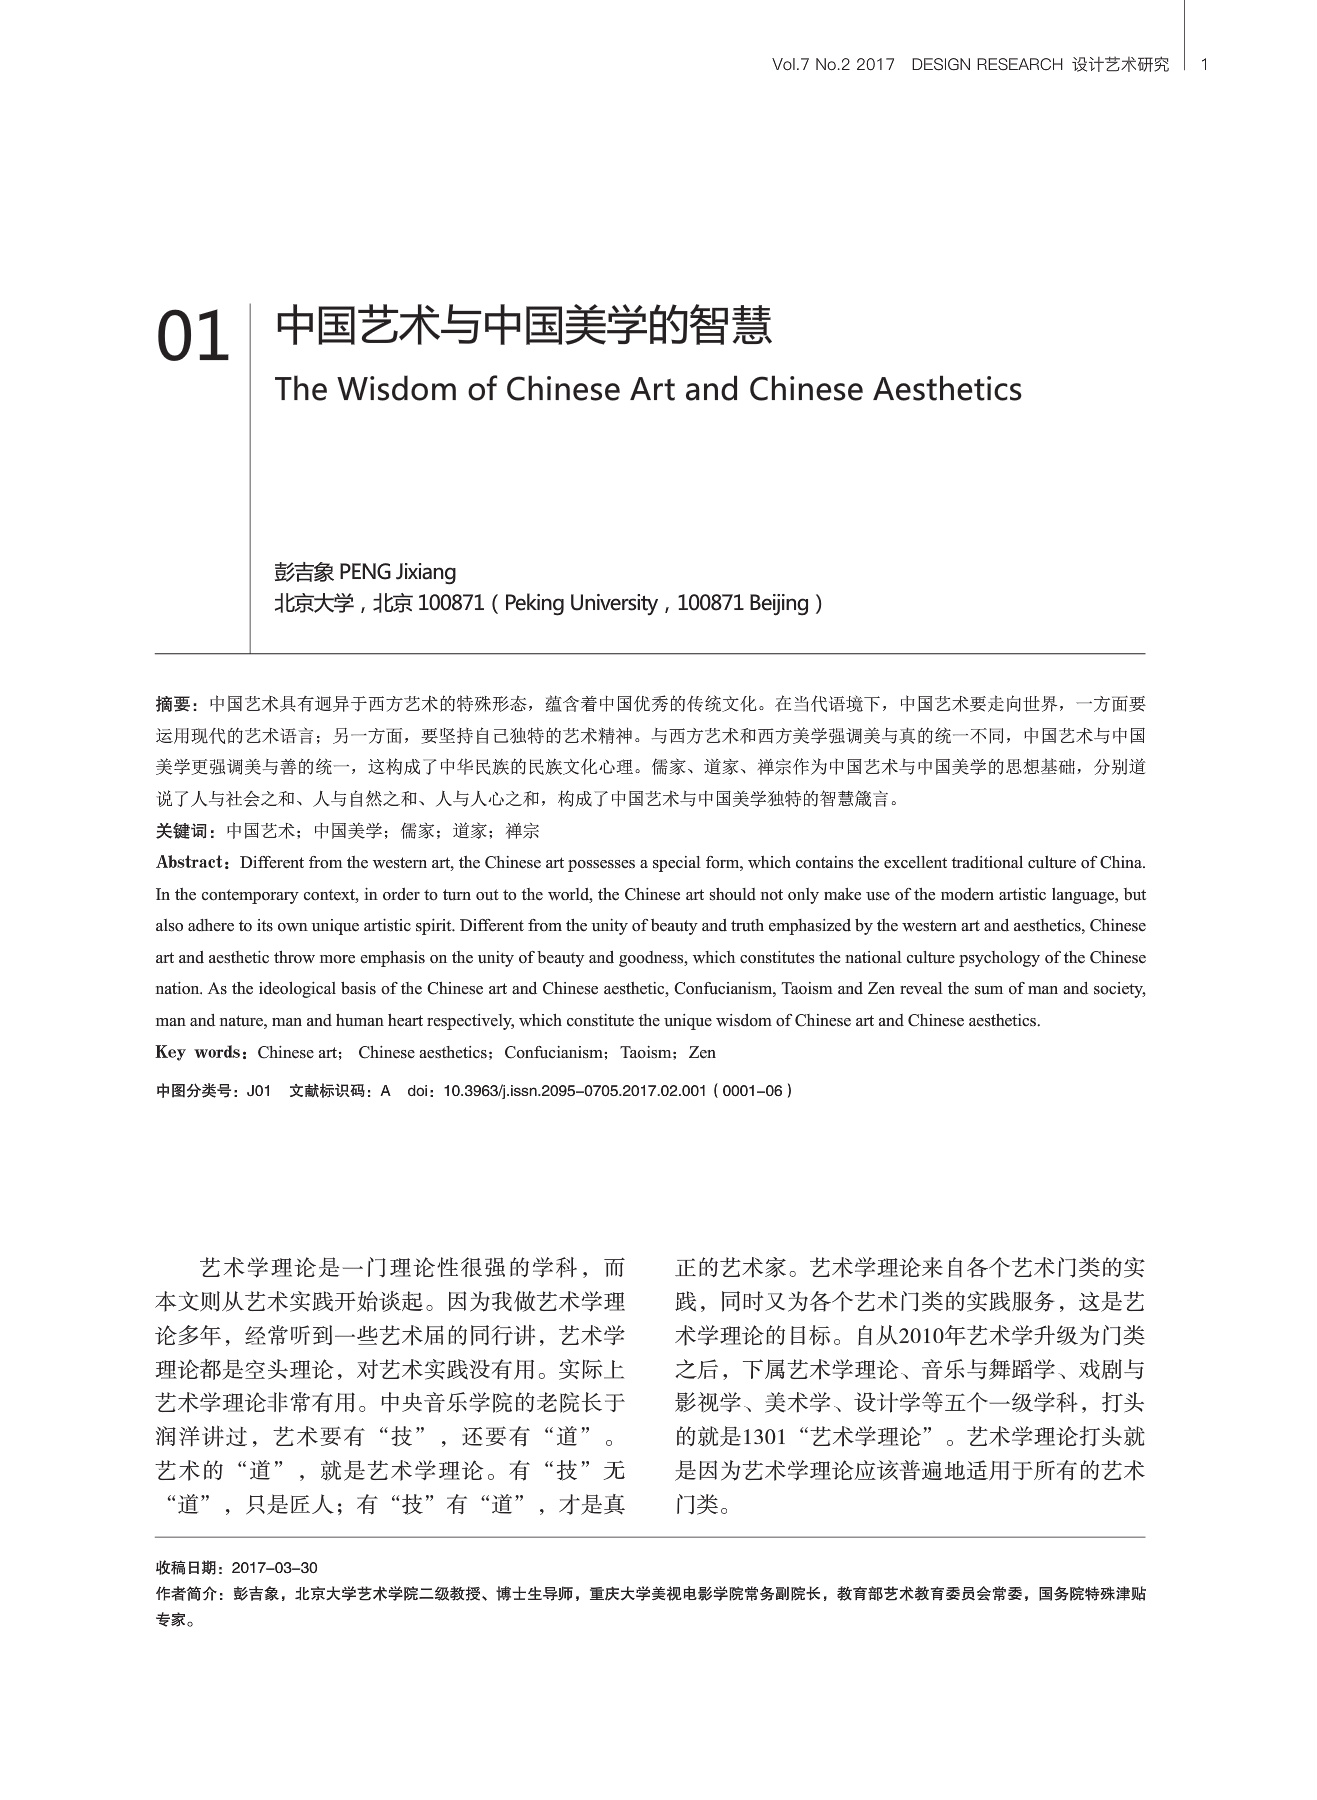 Vol.7 No.2 2017 DESIGN RESEARCH 设计艺术研究 1
01
中国艺术与中国美学的智慧
The Wisdom of Chinese Art and Chinese Aesthetics
彭吉象 PENG Jixiang
北京大学，北京 100871（Peking University，100871 Beijing）
摘要：中国艺术具有迥异于西方艺术的特殊形态，蕴含着中国优秀的传统文化。在当代语境下，中国艺术要走向世界，一方面要
运用现代的艺术语言；另一方面，要坚持自己独特的艺术精神。与西方艺术和西方美学强调美与真的统一不同，中国艺术与中国
美学更强调美与善的统一，这构成了中华民族的民族文化心理。儒家、道家、禅宗作为中国艺术与中国美学的思想基础，分别道
说了人与社会之和、人与自然之和、人与人心之和，构成了中国艺术与中国美学独特的智慧箴言。
关键词：中国艺术；中国美学；儒家；道家；禅宗
Abstract：Different from the western art, the Chinese art possesses a special form, which contains the excellent traditional culture of China.
In the contemporary context, in order to turn out to the world, the Chinese art should not only make use of the modern artistic language, but
also adhere to its own unique artistic spirit. Different from the unity of beauty and truth emphasized by the western art and aesthetics, Chinese
art and aesthetic throw more emphasis on the unity of beauty and goodness, which constitutes the national culture psychology of the Chinese
nation. As the ideological basis of the Chinese art and Chinese aesthetic, Confucianism, Taoism and Zen reveal the sum of man and society,
man and nature, man and human heart respectively, which constitute the unique wisdom of Chinese art and Chinese aesthetics.
Key words：Chinese art； Chinese aesthetics；Confucianism；Taoism；Zen
中图分类号：J01 文献标识码：A doi：10.3963/j.issn.2095-0705.2017.02.001（0001-06）
艺术学理论是一门理论性很强的学科，而
本文则从艺术实践开始谈起。因为我做艺术学理
论多年，经常听到一些艺术届的同行讲，艺术学
理论都是空头理论，对艺术实践没有用。实际上
艺术学理论非常有用。中央音乐学院的老院长于
润洋讲过，艺术要有“技”，还要有“道”。
艺术的“道”，就是艺术学理论。有“技”无
“道”，只是匠人；有“技”有“道”，才是真
正的艺术家。艺术学理论来自各个艺术门类的实
践，同时又为各个艺术门类的实践服务，这是艺
术学理论的目标。自从2010年艺术学升级为门类
之后，下属艺术学理论、音乐与舞蹈学、戏剧与
影视学、美术学、设计学等五个一级学科，打头
的就是1301“艺术学理论”。艺术学理论打头就
是因为艺术学理论应该普遍地适用于所有的艺术
门类。
收稿日期：2017-03-30
作者简介：彭吉象，北京大学艺术学院二级教授、博士生导师，重庆大学美视电影学院常务副院长，教育部艺术教育委员会常委，国务院特殊津贴
专家。